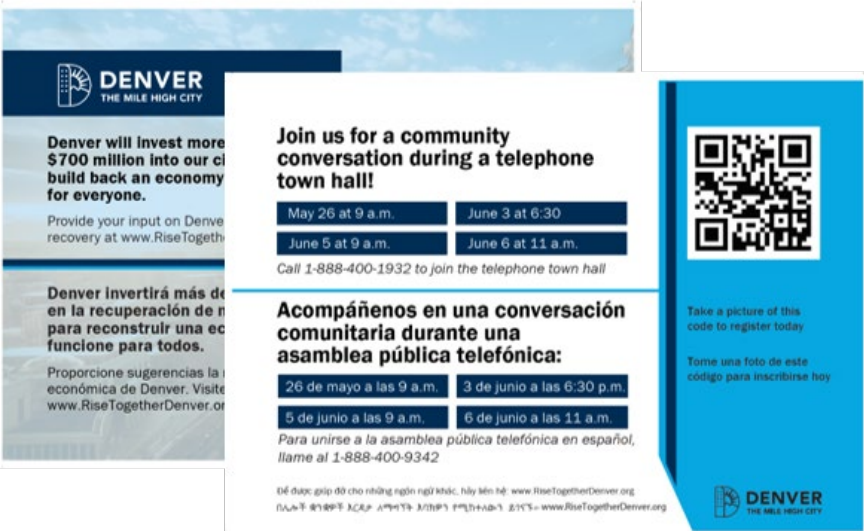 DENVER
THE MILE HIGH CITY
Denver will invest more
$700 million into our ci
build back an economy
for everyone.
Provide your input on Denve
recovery at www.RiseTogeth
Denver invertirá más de
en la recuperación de n
para reconstruir una ec
funcione para todos.
Proporcione sugerencias la
económica de Denver. Visite
www.RiseTogetherDenver.or
Join us for a community
conversation during a telephone
town hall!
May 26 at 9 a.m.
June 3 at 6:30
June 5 at 9 a.m.
June 6 at 11 a.m.
Call 1-888-400-1932 to join the telephone town hall
Acompáñenos en una conversación
comunitaria durante una
asamblea pública telefónica:
26 de mayo a las 9 a.m.
3 de junio a las 6:30 p.m.
5 de junio a las 9 a.m.
6 de junio a las 11 a.m.
Para unirse a la asamblea pública telefónica en español,
llame al 1-888-400-9342
Để được giúp đỡ cho những ngôn ngữ khác, hãy liên hệ: www.RiseTogetherDenver.org
www.RiseTogetherDenver.org
Take a picture of this
code to register today
Tome una foto de este
código para inscribirse hoy
DENVER
THE MILE HIGH CITY